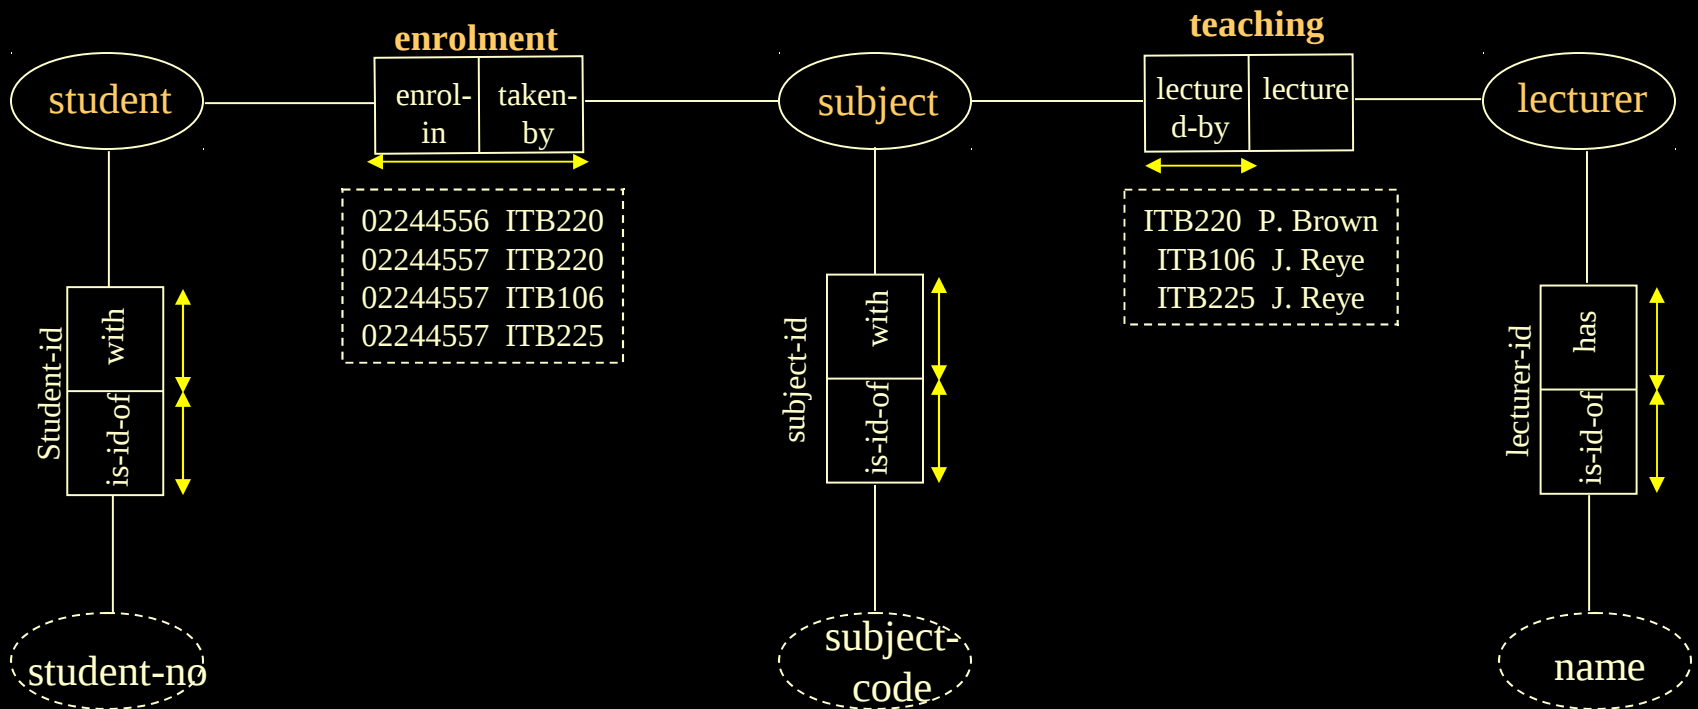 enrolment
teaching
student
enrol-
in
taken-
by
subject
lecture
d-by
lecture
lecturer
02244556 ITB220
02244557 ITB220
02244557 ITB106
02244557 ITB225
ITB220 P. Brown
ITB106 J. Reye
ITB225 J. Reye
Student-id
with
is-id-of
subject-id
with
is-id-of
lecturer-id
has
is-id-of
student-no
subject-
code
name